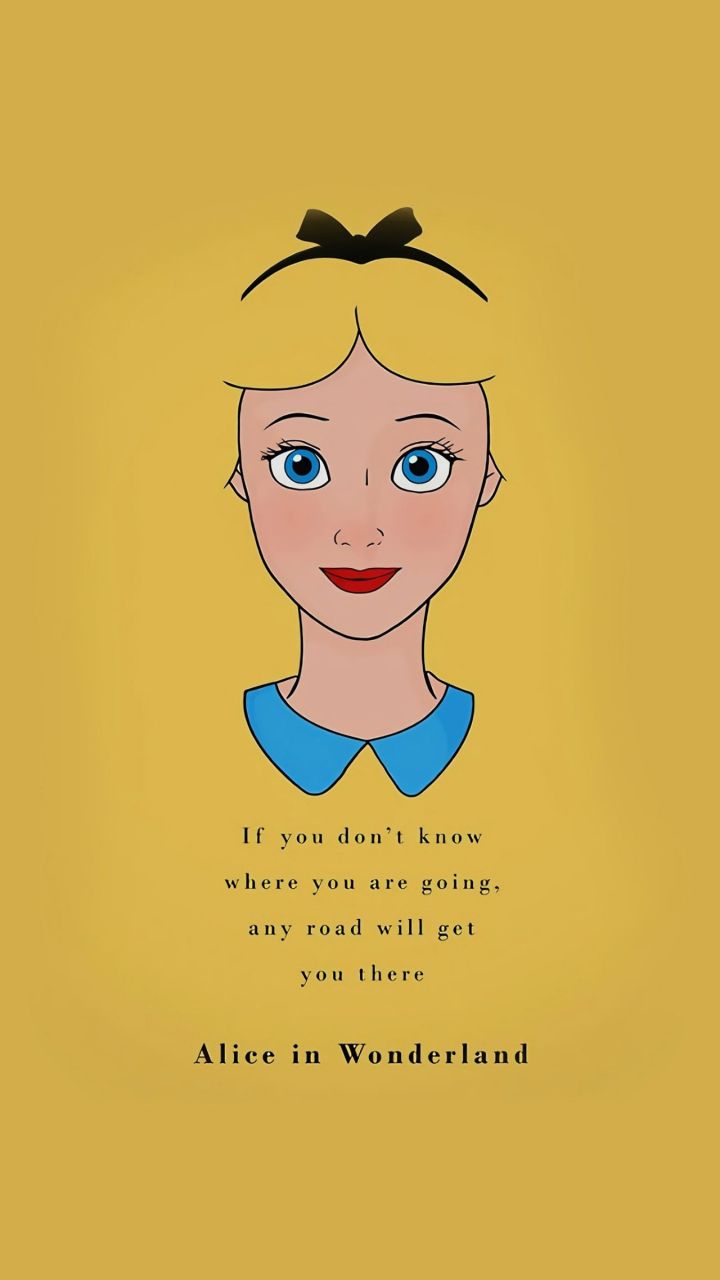 If you don’t know
where you are going,
any road will get
you there
Alice in Wonderland